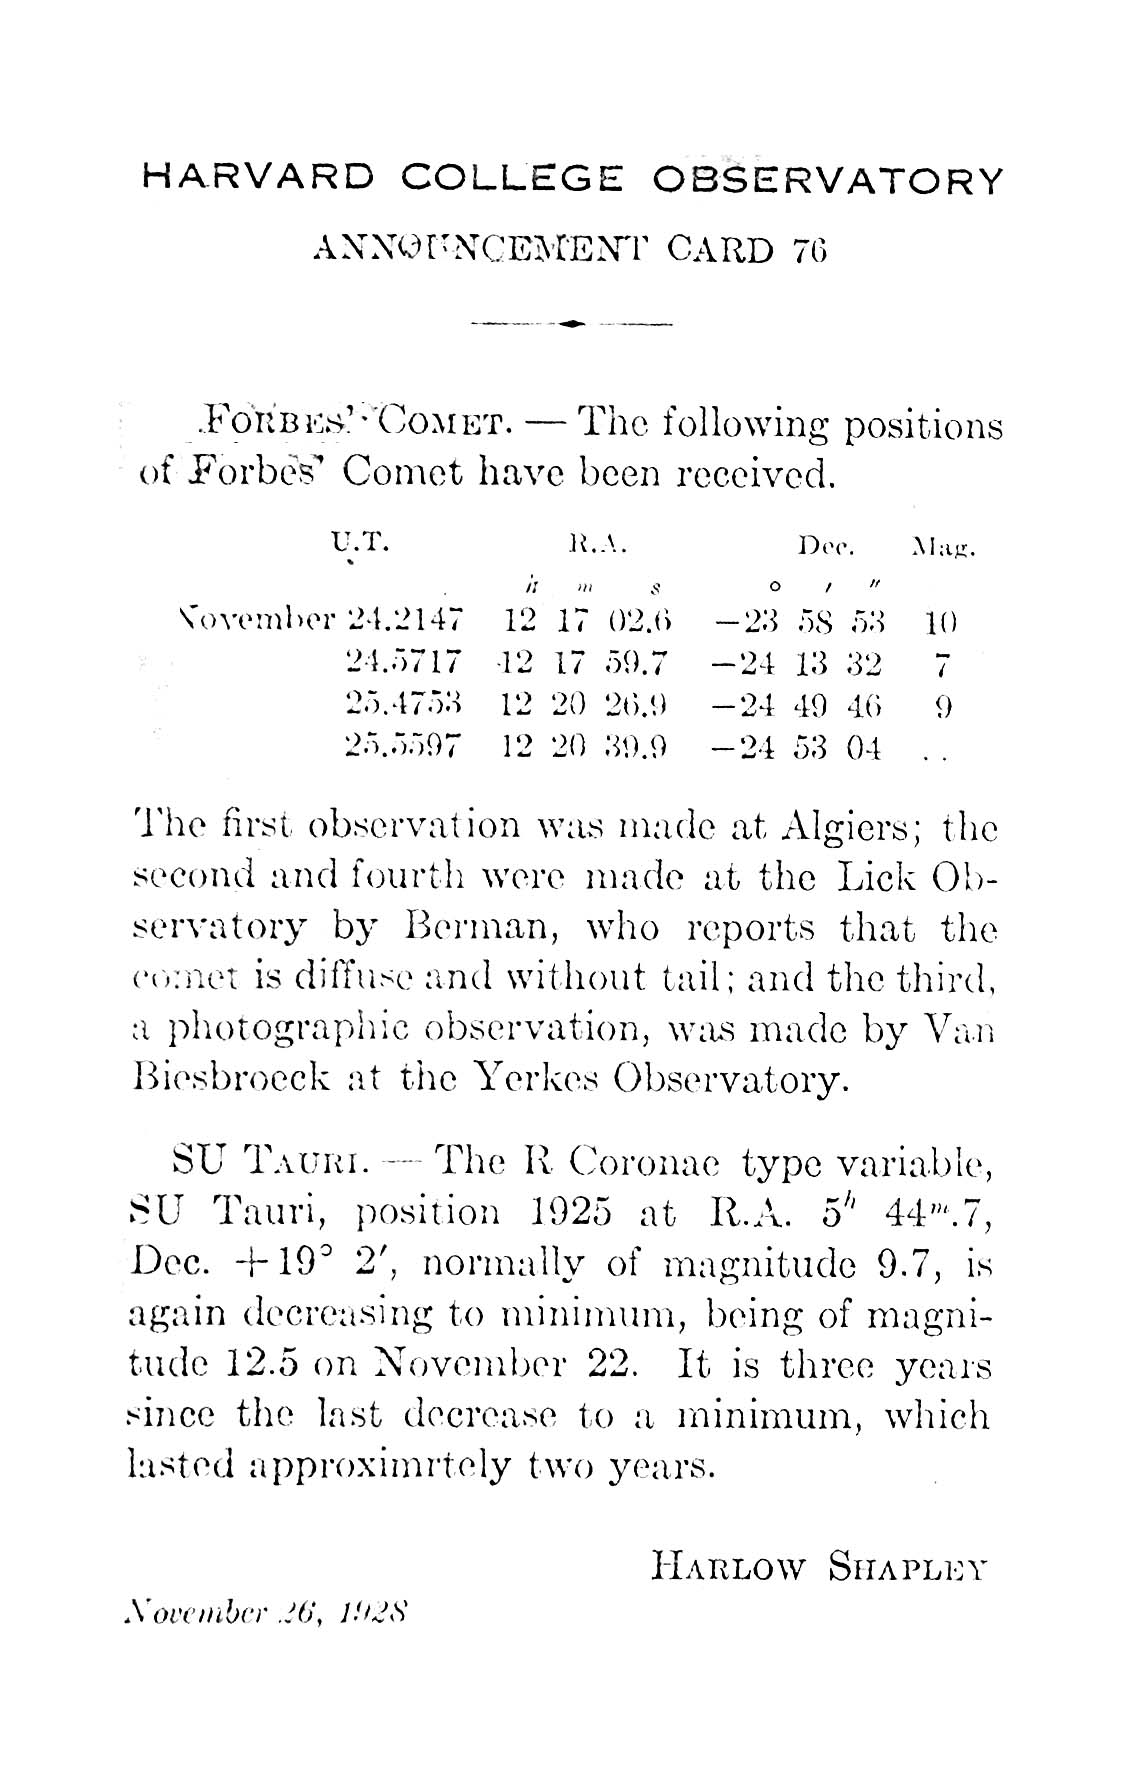 HARVARD COLLEGE OBSERVATORY
ANNOUNCEMENT CARD 76
FORBES' COMET. — The following positions
of Forbes' Comet have been received.
U.T. R.A. Dec. Mag.
h m s ° ′ ″
November 24.2147 12 17 02.6 −23 58 53 10
24.5717 12 17 59.7 −24 13 32 7
25.4753 12 20 26.9 −24 49 46 9
25.5597 12 20 39.9 −24 53 04 . .
The first observation was made at Algiers; the
second and fourth were made at the Lick Ob-
servatory by Berman, who reports that the
comet is diffuse and without tail; and the third,
a photographic observation, was made by Van
Biesbroeck at the Yerkes Observatory.
SU TAURI. — The R Coronae type variable,
SU Tauri, position 1925 at R.A. 5h 44m.7,
Dec. +19° 2′, normally of magnitude 9.7, is
again decreasing to minimum, being of magni-
tude 12.5 on November 22. It is three years
since the last decrease to a minimum, which
lasted approximrtely two years.
HARLOW SHAPLEY
November 26, 1928